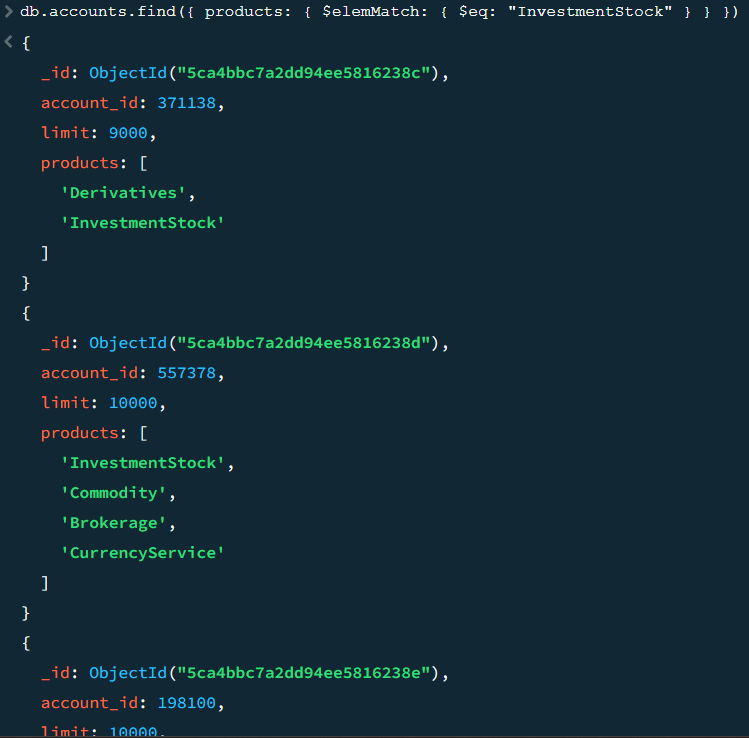 > db.accounts.find({ products: { $elemMatch: { $eq: "InvestmentStock" } } })
< {
_id: ObjectId("5ca4bbc7a2dd94ee5816238c"),
account_id: 371138,
limit: 9000,
products: [
'Derivatives',
'InvestmentStock'
]
}
{
_id: ObjectId("5ca4bbc7a2dd94ee5816238d"),
account_id: 557378,
limit: 10000,
products: [
'InvestmentStock',
'Commodity',
'Brokerage',
'CurrencyService'
]
}
{
_id: ObjectId("5ca4bbc7a2dd94ee5816238e"),
account_id: 198100,
limit: 10000,